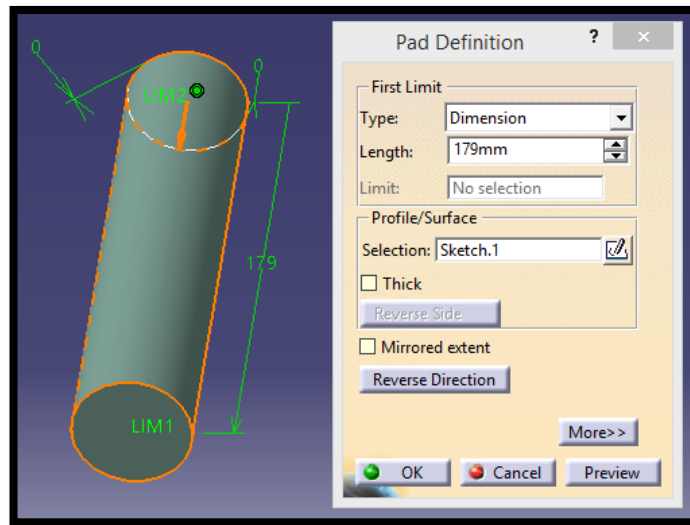 0
0
LIM2
179
LIM1
Pad Definition ?
First Limit
Type: Dimension
Length: 179mm
Limit: No selection
Profile/Surface
Selection: Sketch.1
Thick
Reverse Side
Mirrored extent
Reverse Direction
More>>
OK Cancel Preview